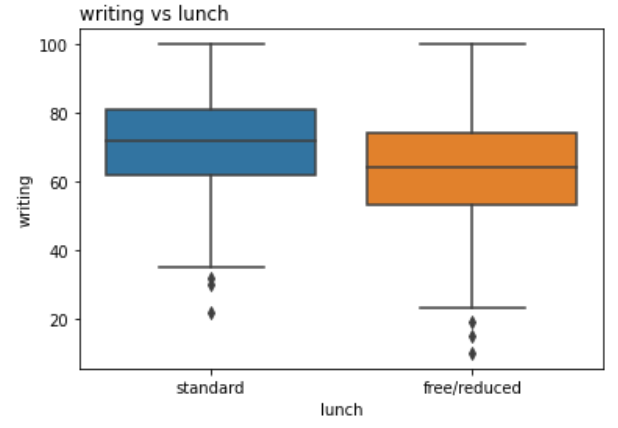 writing vs lunch
100
80
60
40
20
writing
standard free/reduced
lunch